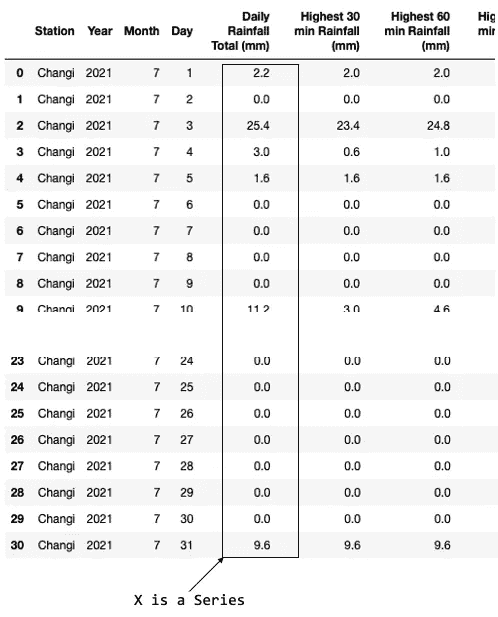 Station Year Month Day Daily Rainfall Total (mm) Highest 30 min Rainfall (mm) Highest 60 min Rainfall (mm)
0 Changi 2021 7 1 2.2 2.0 2.0
1 Changi 2021 7 2 0.0 0.0 0.0
2 Changi 2021 7 3 25.4 23.4 24.8
3 Changi 2021 7 4 3.0 0.6 1.0
4 Changi 2021 7 5 1.6 1.6 1.6
5 Changi 2021 7 6 0.0 0.0 0.0
6 Changi 2021 7 7 0.0 0.0 0.0
7 Changi 2021 7 8 0.0 0.0 0.0
8 Changi 2021 7 9 0.0 0.0 0.0
9 Changi 2021 7 10 11.2 3.0 4.6
23 Changi 2021 7 24 0.0 0.0 0.0
24 Changi 2021 7 25 0.0 0.0 0.0
25 Changi 2021 7 26 0.0 0.0 0.0
26 Changi 2021 7 27 0.0 0.0 0.0
27 Changi 2021 7 28 0.0 0.0 0.0
28 Changi 2021 7 29 0.0 0.0 0.0
29 Changi 2021 7 30 0.0 0.0 0.0
30 Changi 2021 7 31 9.6 9.6 9.6
X is a Series